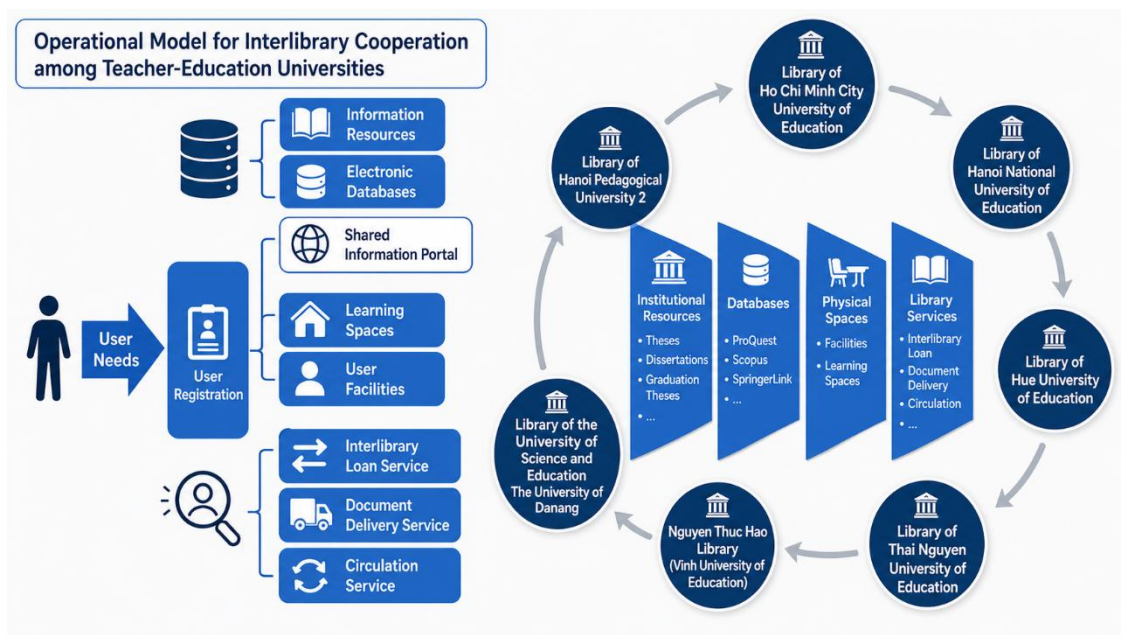 Operational Model for Interlibrary Cooperation
among Teacher-Education Universities
Information
Resources
Electronic
Databases
Shared
Information Portal
User
Needs
User
Registration
Learning
Spaces
User
Facilities
Interlibrary
Loan Service
Document
Delivery Service
Circulation
Service
Library of
Ho Chi Minh City
University of
Education
Library of
Hanoi National
University of
Education
Library of
Hue University
of Education
Library of
Thai Nguyen
University of
Education
Nguyen Thuc Hao
Library
(Vinh University of
Education)
Library of the
University of
Science and
Education
The University of
Danang
Library of
Hanoi Pedagogical
University 2
Institutional
Resources
• Theses
• Dissertations
• Graduation
Theses
• ...
Databases
• ProQuest
• Scopus
• SpringerLink
• ...
Physical
Spaces
• Facilities
• Learning
Spaces
Library
Services
• Interlibrary
Loan
• Document
Delivery
• Circulation
• ...